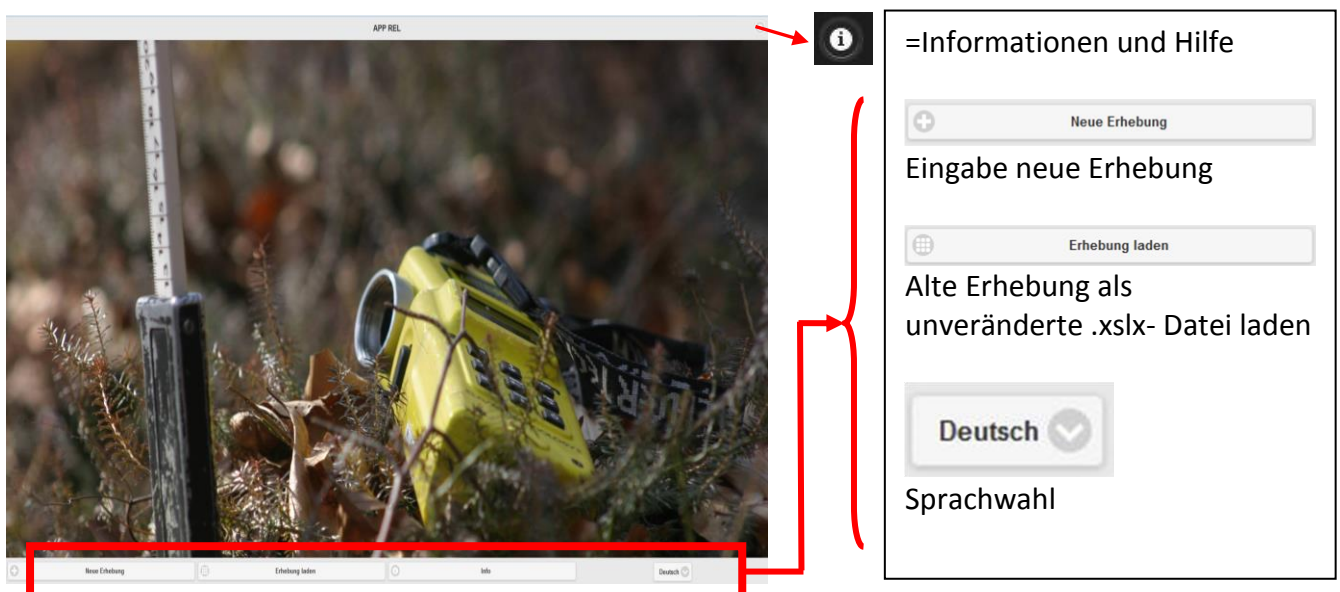 APP REL
=Informationen und Hilfe
Neue Erhebung
Eingabe neue Erhebung
Erhebung laden
Alte Erhebung als
unveränderte .xslx- Datei laden
Deutsch
Sprachwahl
Neue Erhebung
Erhebung laden
Info
Deutsch